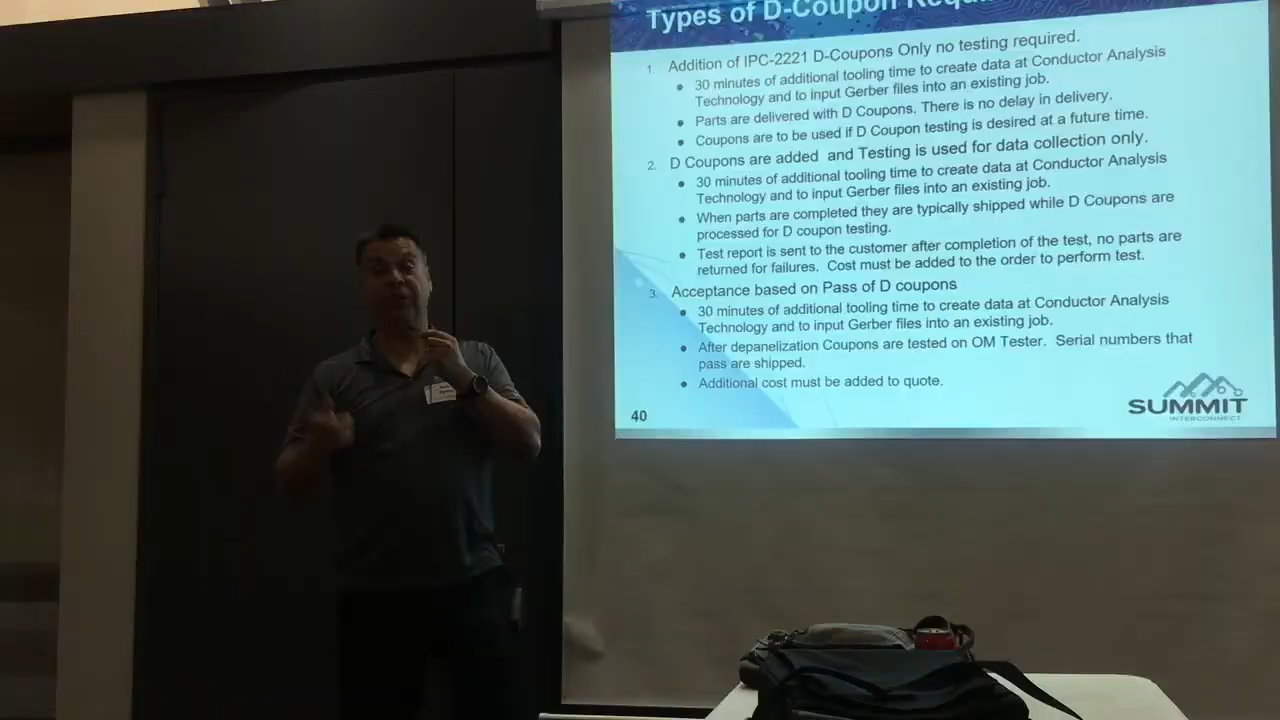 Types of D-Coupon
1. Addition of IPC-2221 D-Coupons Only no testing required.
• 30 minutes of additional tooling time to create data at Conductor Analysis
Technology and to input Gerber files into an existing job.
• Parts are delivered with D Coupons. There is no delay in delivery.
• Coupons are to be used if D Coupon testing is desired at a future time.
2. D Coupons are added and Testing is used for data collection only.
• 30 minutes of additional tooling time to create data at Conductor Analysis
Technology and to input Gerber files into an existing job.
• When parts are completed they are typically shipped while D Coupons are
processed for D coupon testing.
• Test report is sent to the customer after completion of the test, no parts are
returned for failures. Cost must be added to the order to perform test.
3. Acceptance based on Pass of D coupons
• 30 minutes of additional tooling time to create data at Conductor Analysis
Technology and to input Gerber files into an existing job.
• After depanelization Coupons are tested on OM Tester. Serial numbers that
pass are shipped.
• Additional cost must be added to quote.
40
SUMMIT
INTERCONNECT